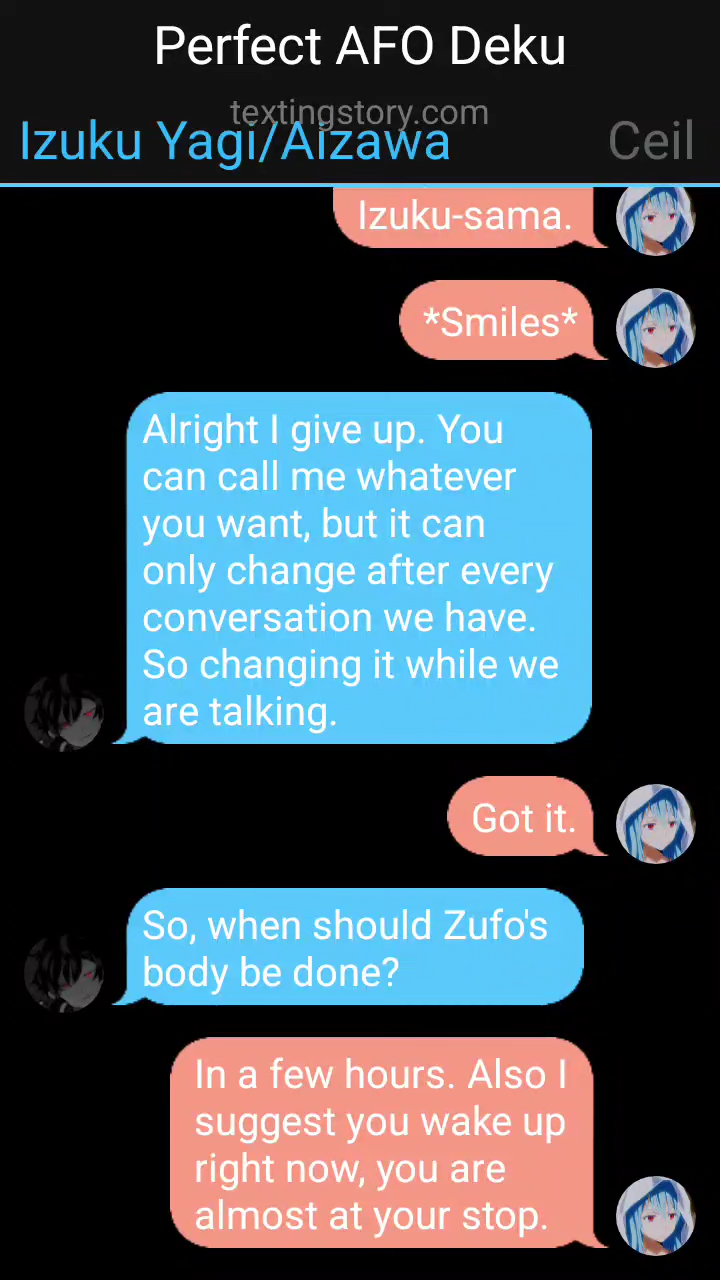 Perfect AFO Deku
textingstory.com
Izuku Yagi/Aizawa
Ceil
Izuku-sama.
*Smiles*
Alright I give up. You
can call me whatever
you want, but it can
only change after every
conversation we have.
So changing it while we
are talking.
Got it.
So, when should Zufo's
body be done?
In a few hours. Also I
suggest you wake up
right now, you are
almost at your stop.